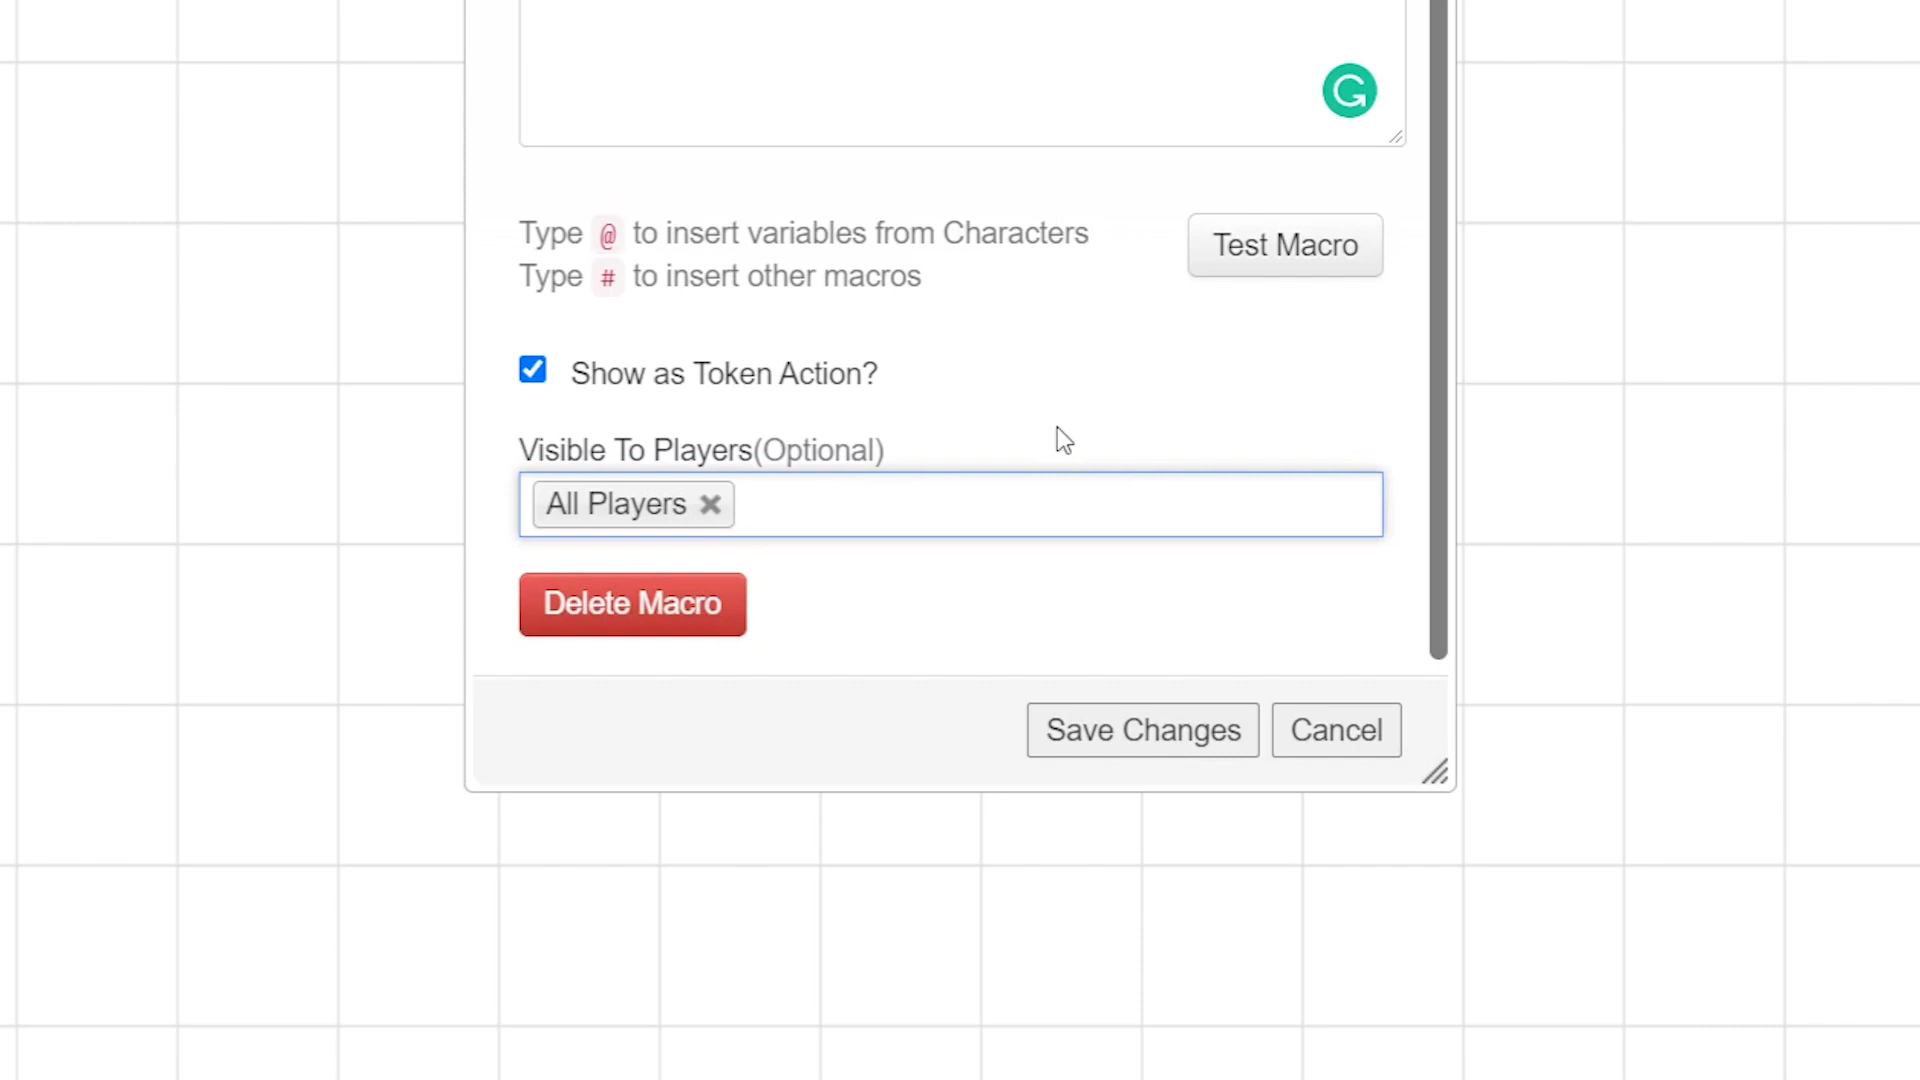 Type @ to insert variables from Characters
Test Macro
Type # to insert other macros
Show as Token Action?
Visible To Players(Optional)
All Players
Delete Macro
Save Changes
Cancel